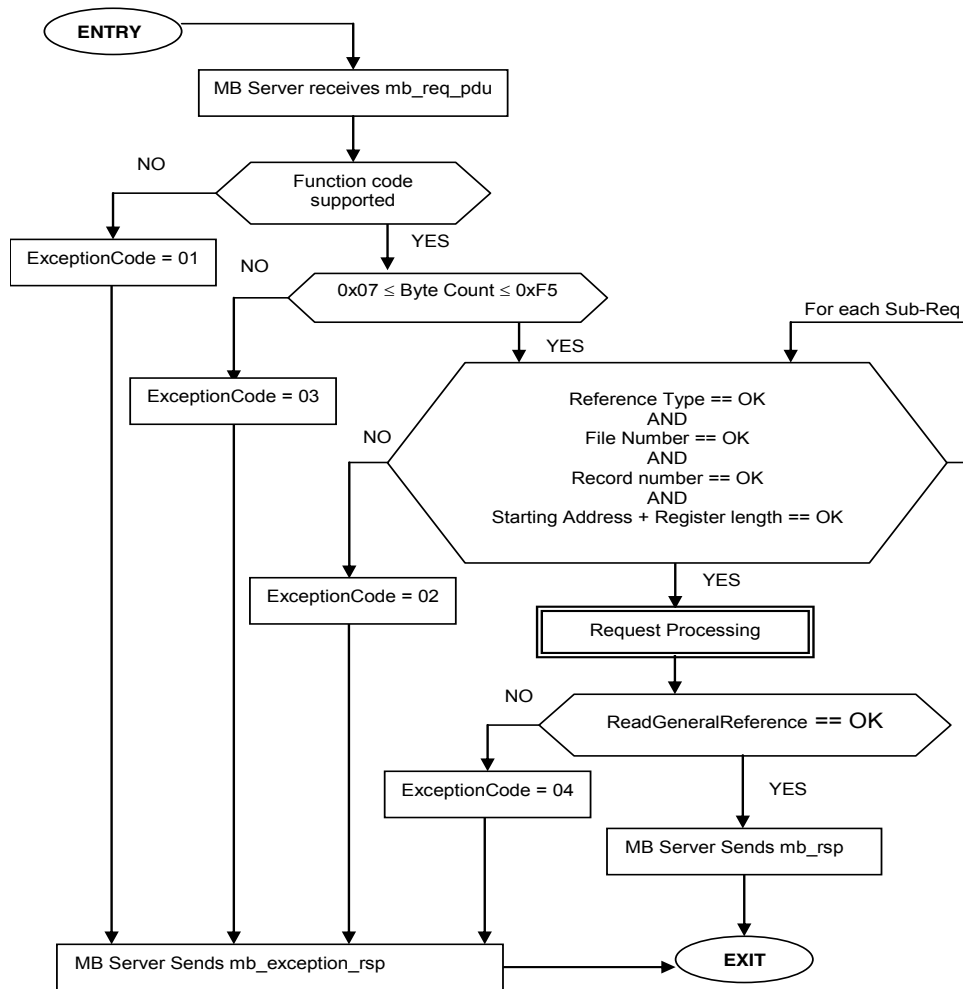 ENTRY
MB Server receives mb_req_pdu
NO
Function code
supported
YES
ExceptionCode = 01
NO
0x07 ≤ Byte Count ≤ 0xF5
For each Sub-Req
YES
ExceptionCode = 03
Reference Type == OK
AND
NO
File Number == OK
AND
Record number == OK
AND
Starting Address + Register length == OK
YES
ExceptionCode = 02
Request Processing
NO
ReadGeneralReference == OK
ExceptionCode = 04
YES
MB Server Sends mb_rsp
MB Server Sends mb_exception_rsp
EXIT